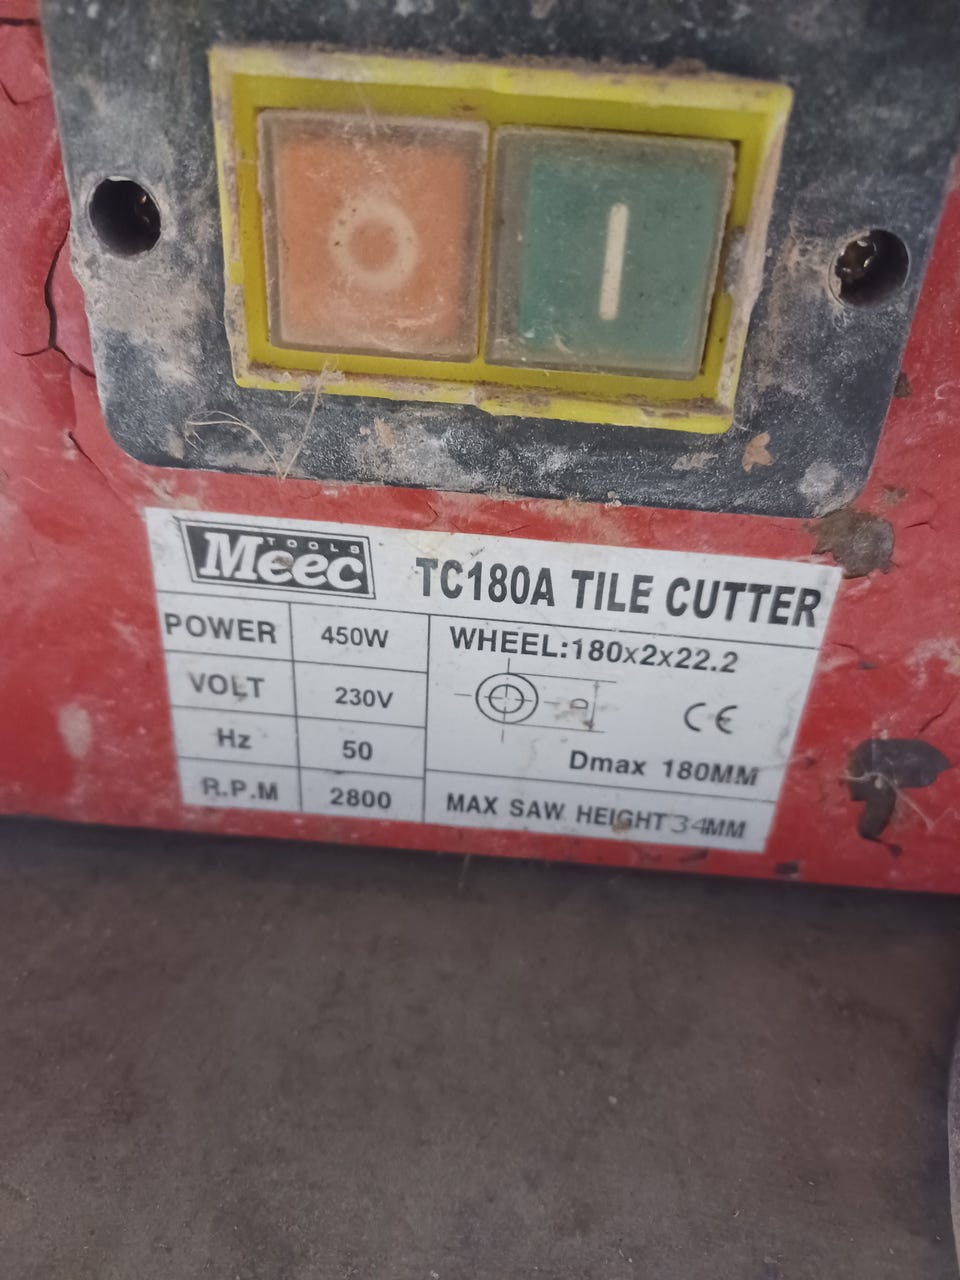 O I
TOOLS
Meec
TC180A TILE CUTTER
POWER 450W
VOLT 230V
Hz 50
R.P.M 2800
WHEEL:180x2x22.2
D
CE
Dmax 180MM
MAX SAW HEIGHT 34MM